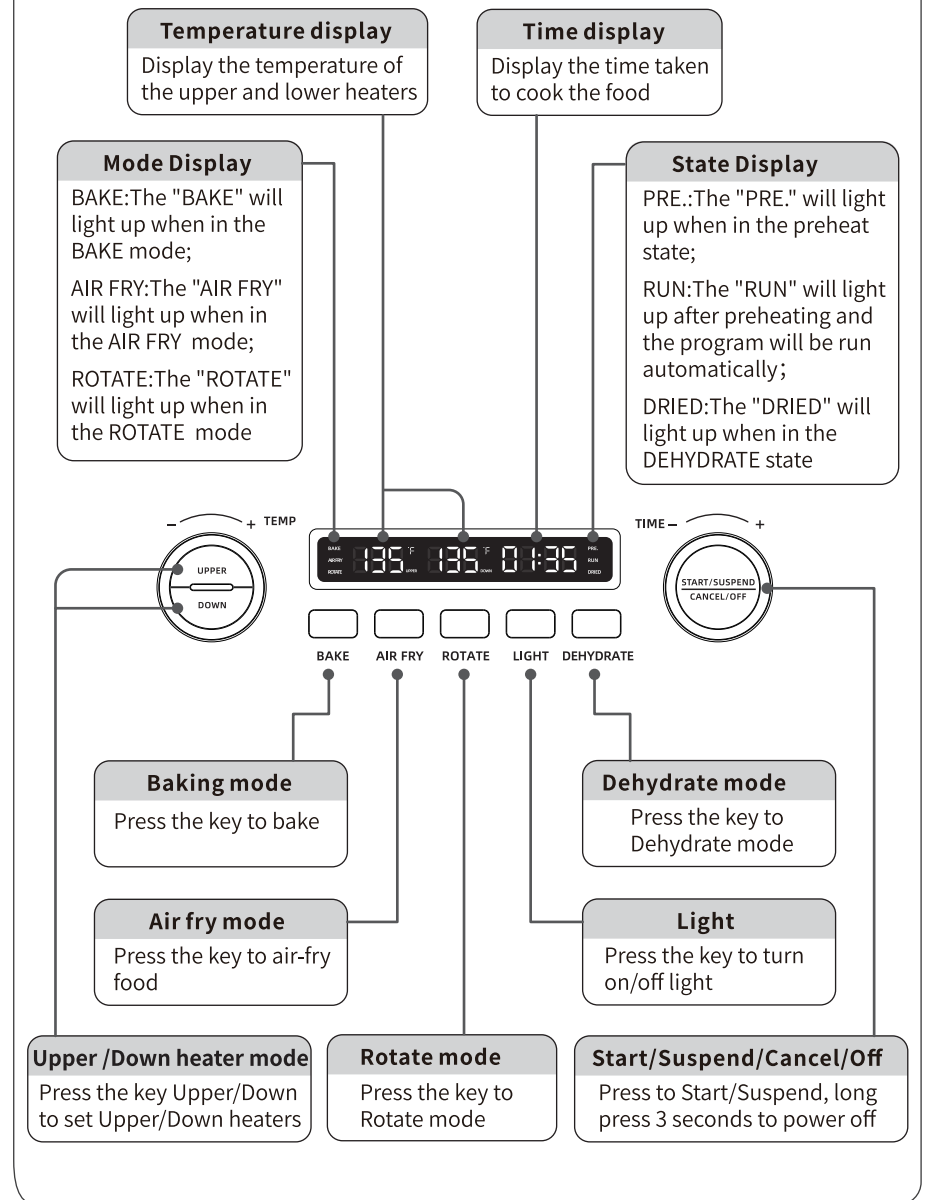 Temperature display
Display the temperature of
the upper and lower heaters
Time display
Display the time taken
to cook the food
Mode Display
BAKE:The "BAKE" will
light up when in the
BAKE mode;
AIR FRY:The "AIR FRY"
will light up when in
the AIR FRY mode;
ROTATE:The "ROTATE"
will light up when in
the ROTATE mode
State Display
PRE.:The "PRE." will light
up when in the preheat
state;
RUN:The "RUN" will light
up after preheating and
the program will be run
automatically;
DRIED:The "DRIED" will
light up when in the
DEHYDRATE state
− + TEMP
UPPER
DOWN
BAKE
AIRFRY
ROTATE
135 °F UPPER
135 °F DOWN
01:35
PRE.
RUN
DRIED
TIME − +
START/SUSPEND
CANCEL/OFF
BAKE AIR FRY ROTATE LIGHT DEHYDRATE
Baking mode
Press the key to bake
Dehydrate mode
Press the key to
Dehydrate mode
Air fry mode
Press the key to air-fry
food
Light
Press the key to turn
on/off light
Upper /Down heater mode
Press the key Upper/Down
to set Upper/Down heaters
Rotate mode
Press the key to
Rotate mode
Start/Suspend/Cancel/Off
Press to Start/Suspend, long
press 3 seconds to power off